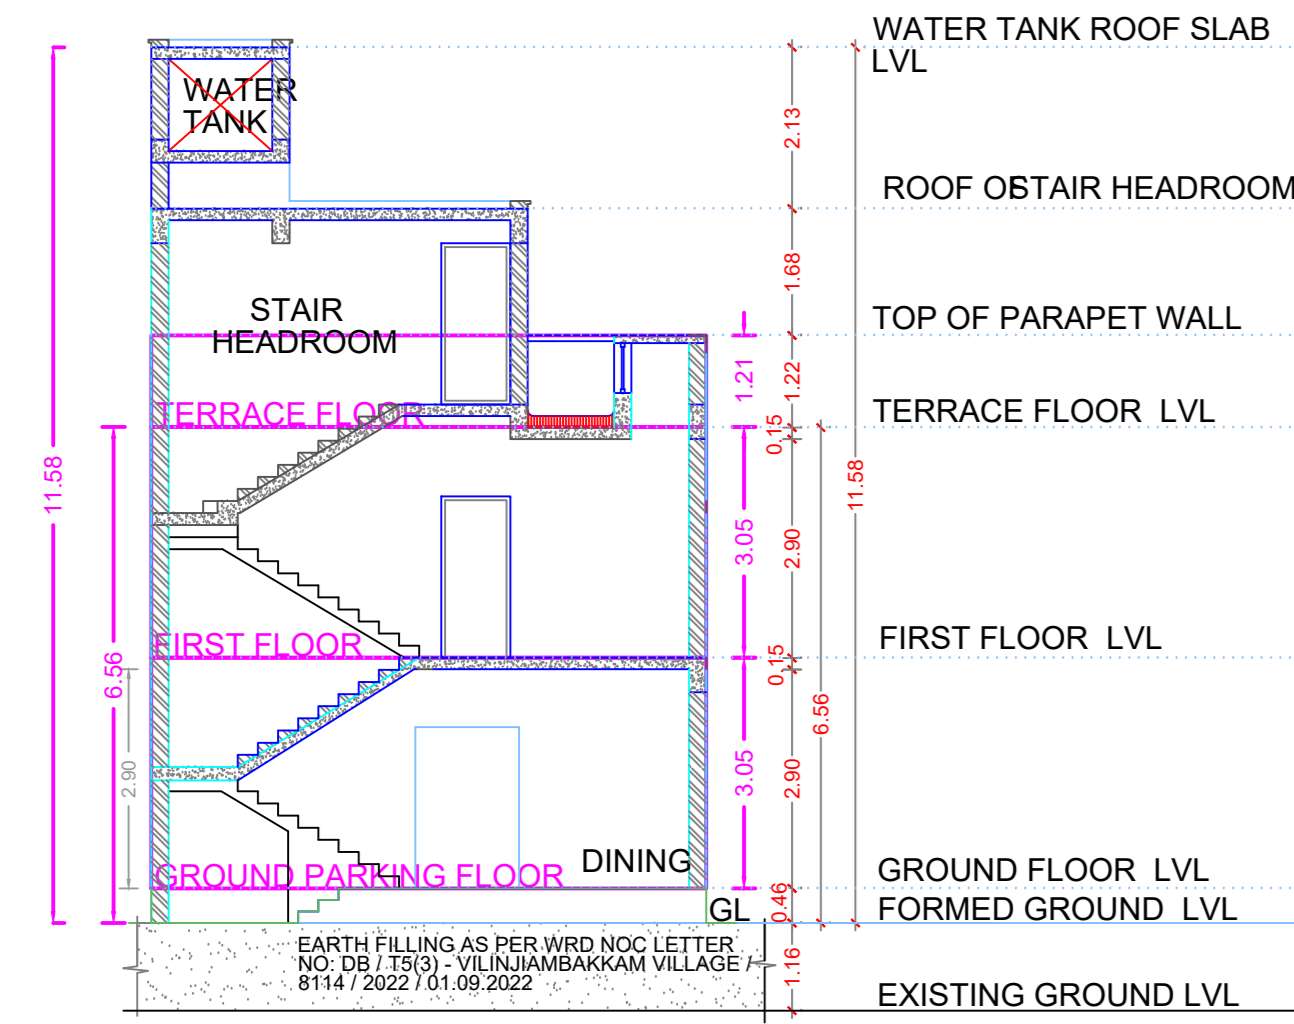 WATER TANK ROOF SLAB
LVL
WATER
TANK
2.13
ROOF OF STAIR HEADROOM
1.68
STAIR
HEADROOM
TOP OF PARAPET WALL
1.21
1.22
TERRACE FLOOR
TERRACE FLOOR LVL
0.15
11.58
11.58
3.05
2.90
FIRST FLOOR
FIRST FLOOR LVL
0.15
6.56
6.56
2.90
3.05
2.90
DINING
GROUND PARKING FLOOR
GROUND FLOOR LVL
0.46
GL
FORMED GROUND LVL
EARTH FILLING AS PER WRD NOC LETTER
NO: DB / T5(3) - VILINJIAMBAKKAM VILLAGE /
8114 / 2022 / 01.09.2022
1.16
EXISTING GROUND LVL